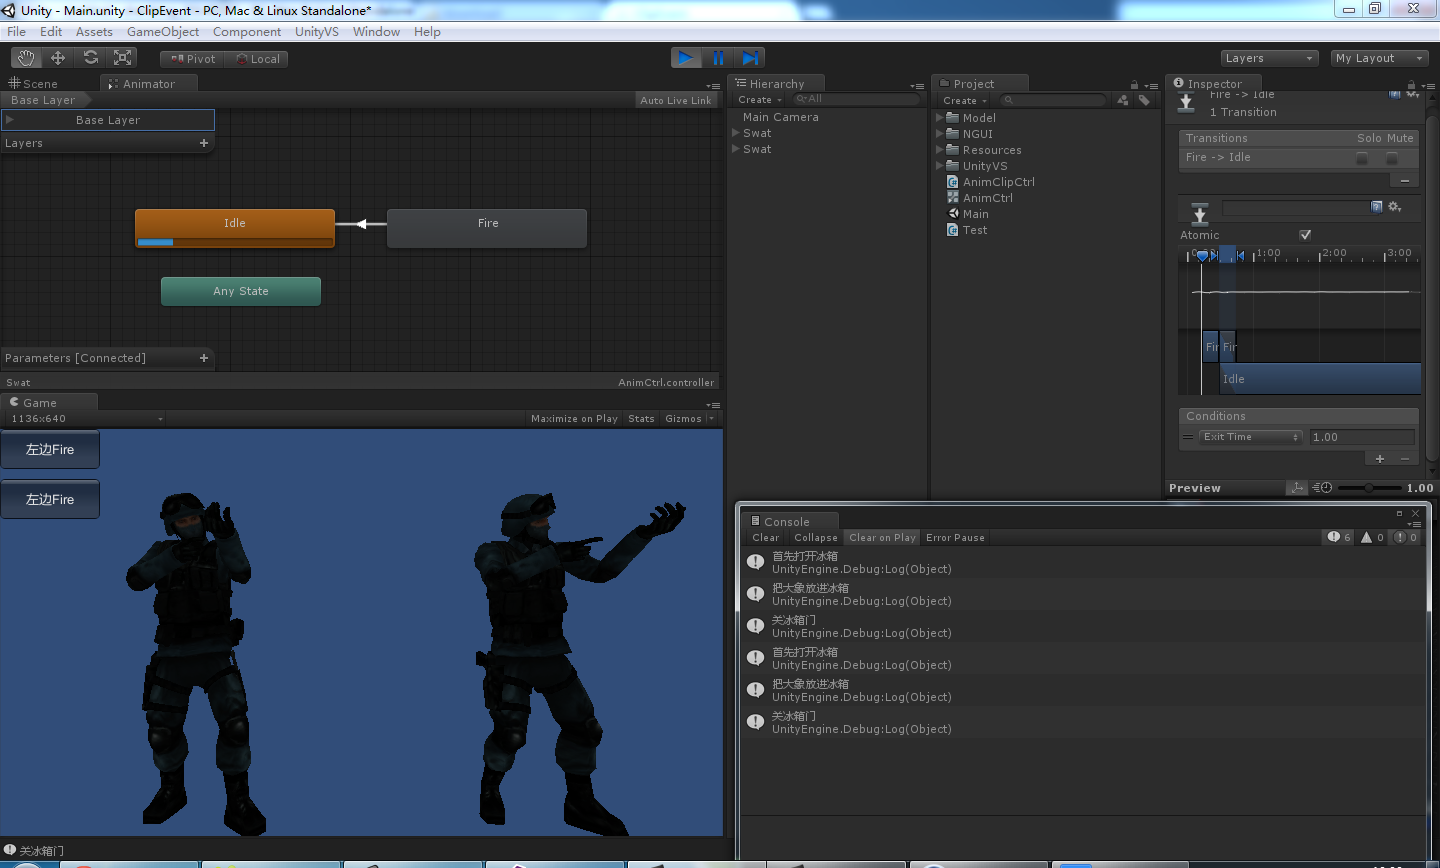 Unity - Main.unity - ClipEvent - PC, Mac & Linux Standalone*
File Edit Assets GameObject Component UnityVS Window Help
Pivot Local Layers My Layout
Scene Animator
Base Layer Auto Live Link
Base Layer
Layers
Idle
Fire
Any State
Parameters [Connected]
Swat AnimCtrl.controller
Game
1136x640 Maximize on Play Stats Gizmos
左边Fire
左边Fire
Hierarchy
Create All
Main Camera
Swat
Swat
Project
Create
Model
NGUI
Resources
UnityVS
AnimClipCtrl
AnimCtrl
Main
Test
Inspector
Fire -> Idle
1 Transition
Transitions Solo Mute
Fire -> Idle
Atomic
1:00 2:00 3:00
Fir Fir
Idle
Conditions
Exit Time 1.00
Preview 1.00
Console
Clear Collapse Clear on Play Error Pause 6 0 0
首先打开冰箱
UnityEngine.Debug:Log(Object)
把大象放进冰箱
UnityEngine.Debug:Log(Object)
关冰箱门
UnityEngine.Debug:Log(Object)
首先打开冰箱
UnityEngine.Debug:Log(Object)
把大象放进冰箱
UnityEngine.Debug:Log(Object)
关冰箱门
UnityEngine.Debug:Log(Object)
关冰箱门